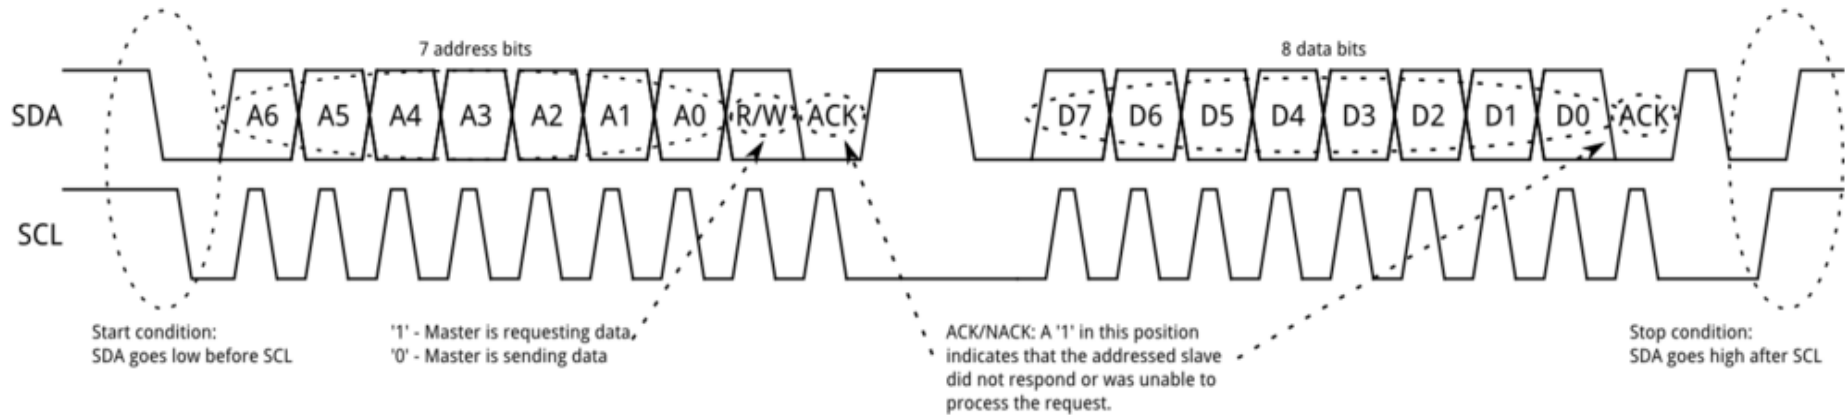 7 address bits
8 data bits
SDA
A6 A5 A4 A3 A2 A1 A0 R/W ACK
D7 D6 D5 D4 D3 D2 D1 D0 ACK
SCL
Start condition:
SDA goes low before SCL
'1' - Master is requesting data
'0' - Master is sending data
ACK/NACK: A '1' in this position
indicates that the addressed slave
did not respond or was unable to
process the request.
Stop condition:
SDA goes high after SCL